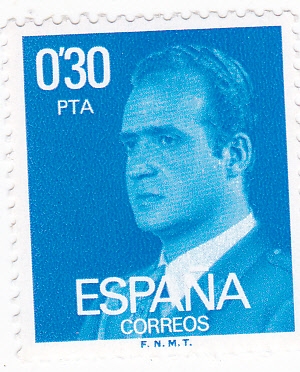 0'30
PTA
ESPAÑA
CORREOS
F. N. M. T.